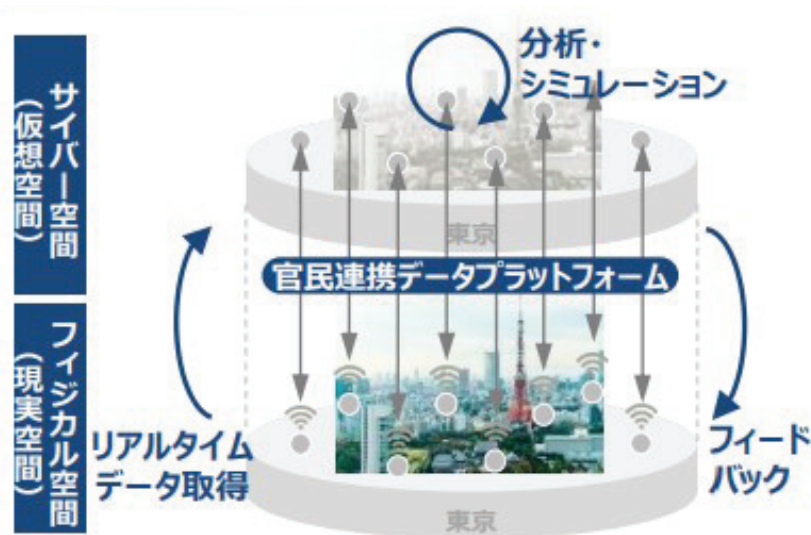 サイバー空間
（仮想空間）
分析・
シミュレーション
東京
官民連携データプラットフォーム
フィジカル空間
（現実空間）
リアルタイム
データ取得
フィード
バック
東京